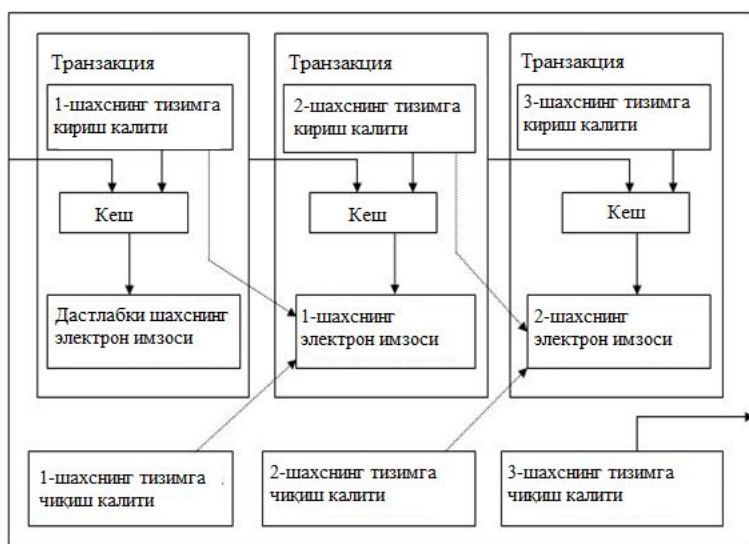 Транзакция
1-шахснинг тизимга
кириш калити
Кеш
Дастлабки шахснинг
электрон имзоси
Транзакция
2-шахснинг тизимга
кириш калити
Кеш
1-шахснинг
электрон имзоси
Транзакция
3-шахснинг тизимга
кириш калити
Кеш
2-шахснинг
электрон имзоси
1-шахснинг тизимга
чиқиш калити
2-шахснинг тизимга
чиқиш калити
3-шахснинг тизимга
чиқиш калити